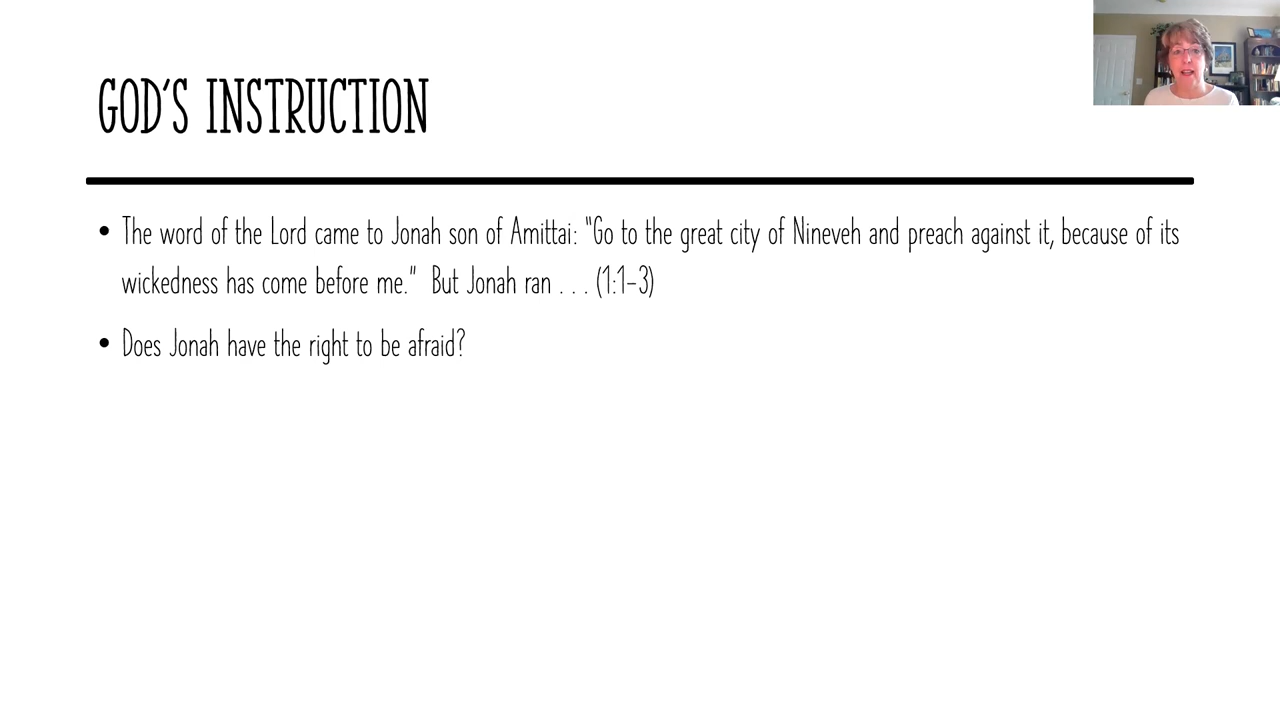 GOD'S INSTRUCTION
• The word of the Lord came to Jonah son of Amittai: "Go to the great city of Nineveh and preach against it, because of its
wickedness has come before me."  But Jonah ran . . . (1:1-3)
• Does Jonah have the right to be afraid?